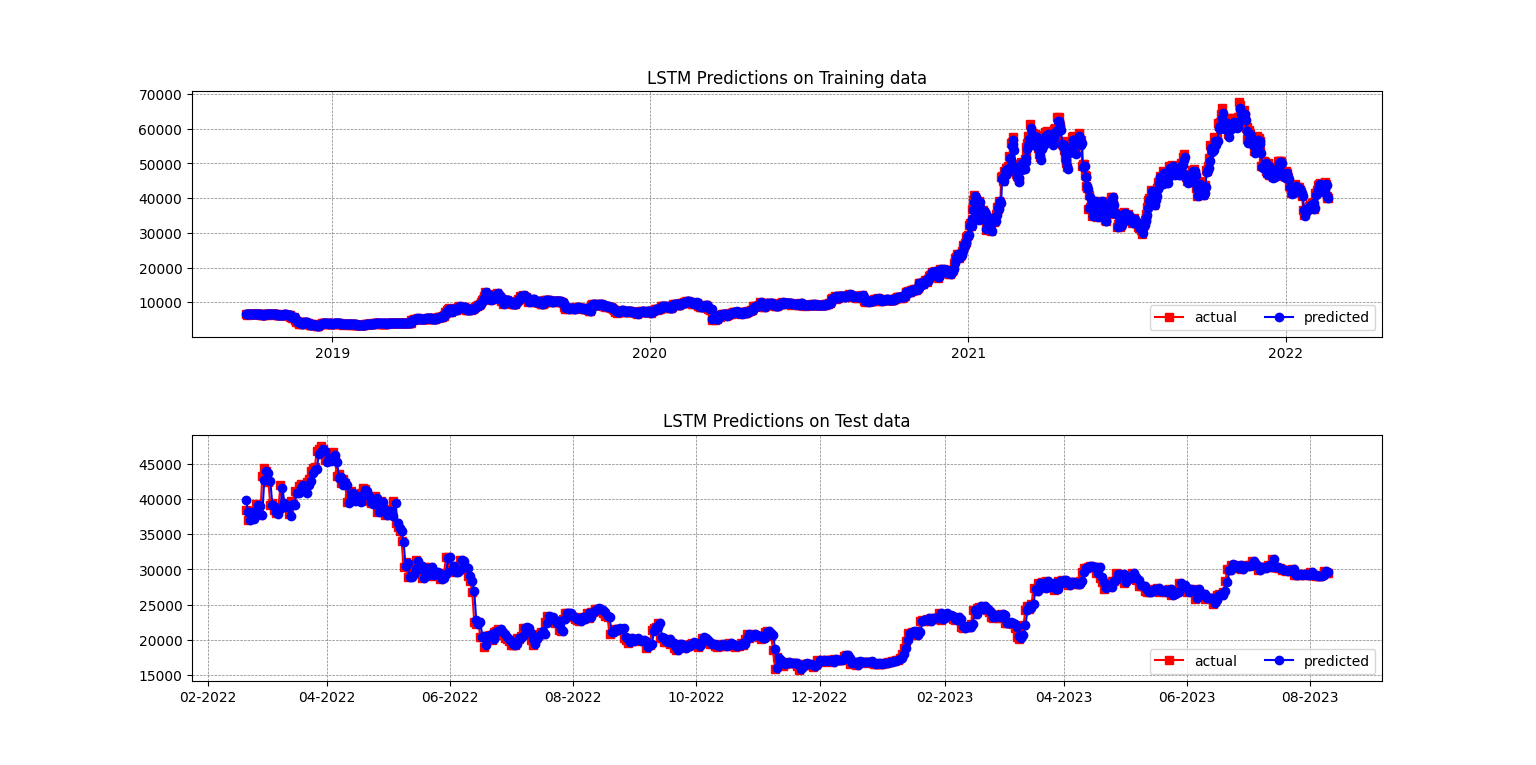 LSTM Predictions on Training data
70000
60000
50000
40000
30000
20000
10000
actual predicted
2019 2020 2021 2022
LSTM Predictions on Test data
45000
40000
35000
30000
25000
20000
15000
actual predicted
02-2022 04-2022 06-2022 08-2022 10-2022 12-2022 02-2023 04-2023 06-2023 08-2023